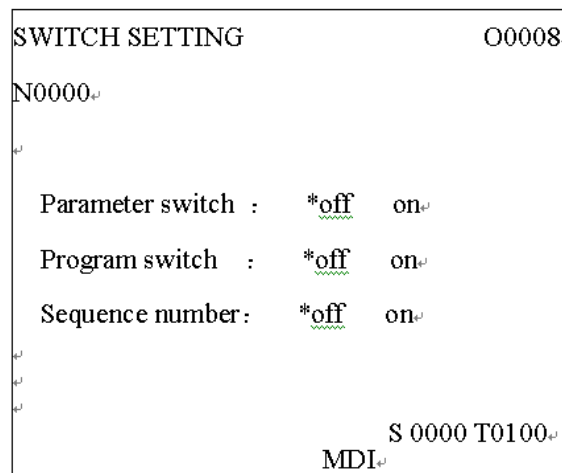 SWITCH SETTING O0008
N0000
Parameter switch : *off on
Program switch : *off on
Sequence number: *off on
S 0000 T0100
MDI